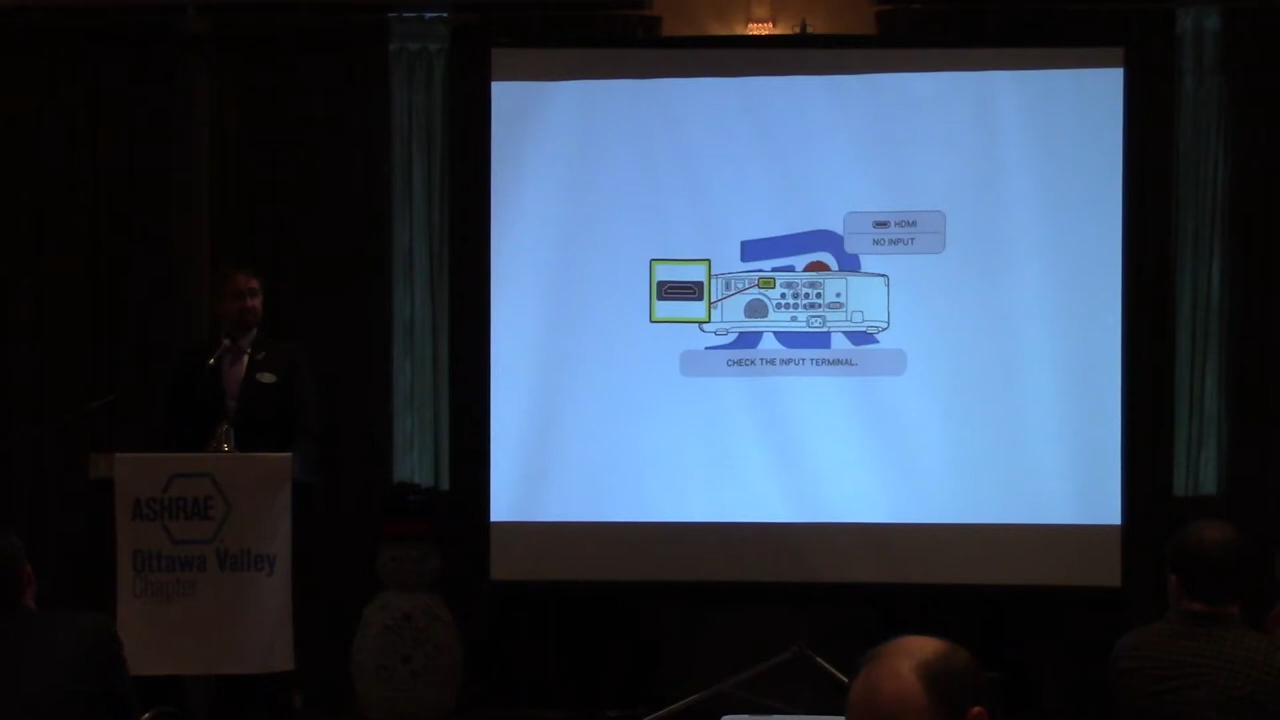 HDMI
NO INPUT
CHECK THE INPUT TERMINAL.
ASHRAE
Ottawa Valley
Chapter